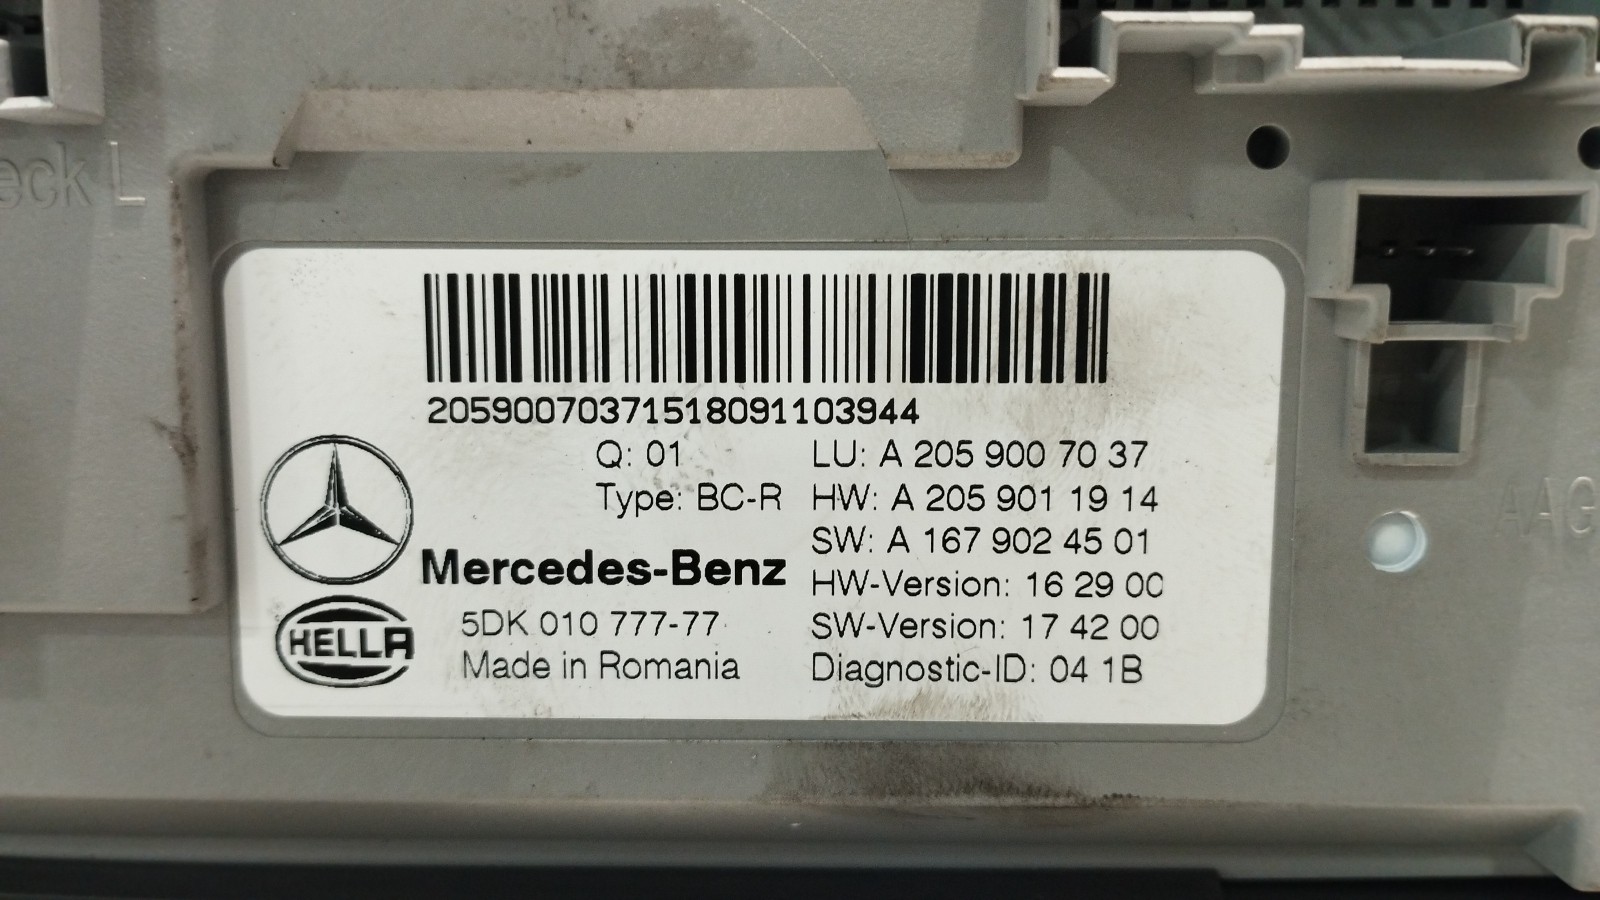 eck L
20590070371518091103944
Q: 01
Type: BC-R
LU: A 205 900 70 37
HW: A 205 901 19 14
SW: A 167 902 45 01
HW-Version: 16 29 00
SW-Version: 17 42 00
Diagnostic-ID: 04 1B
Mercedes-Benz
HELLA
5DK 010 777-77
Made in Romania
AAG